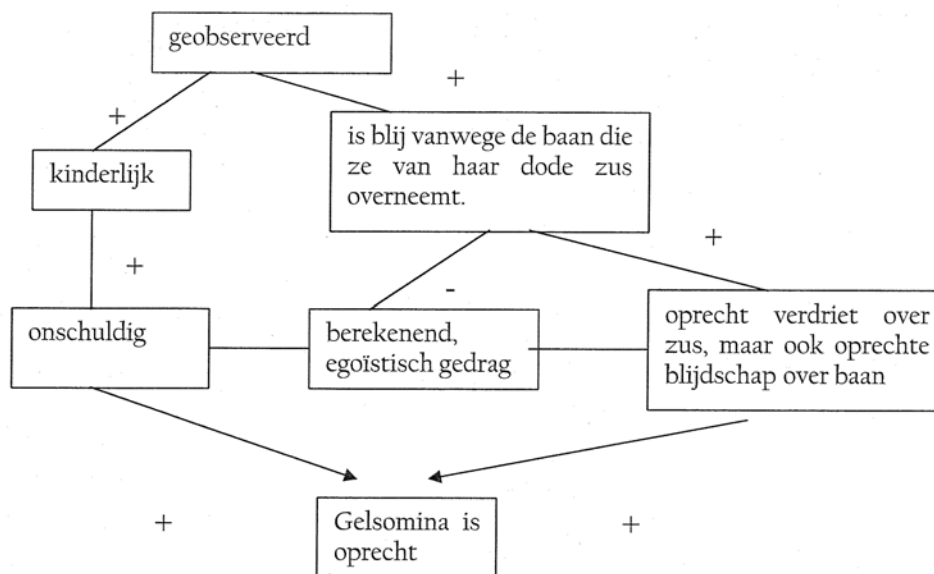 geobserveerd
+
+
is blij vanwege de baan die
ze van haar dode zus
overneemt.
kinderlijk
+
+
-
onschuldig
berekenend,
egoïstisch gedrag
oprecht verdriet over
zus, maar ook oprechte
blijdschap over baan
+
Gelsomina is
oprecht
+